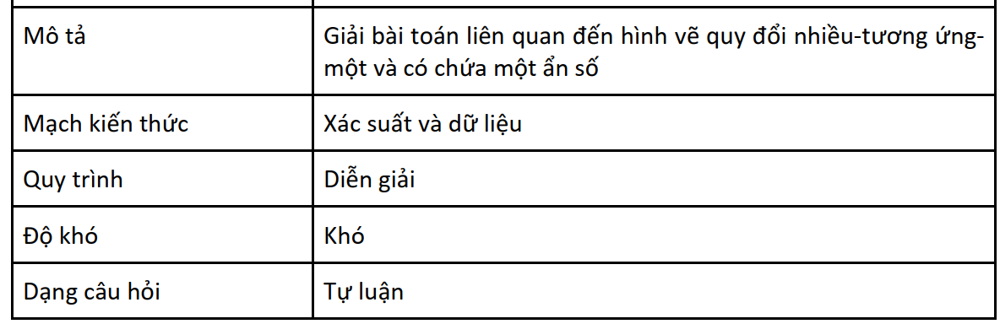 Mô tả
Giải bài toán liên quan đến hình vẽ quy đổi nhiều-tương ứng-
một và có chứa một ẩn số
Mạch kiến thức
Xác suất và dữ liệu
Quy trình
Diễn giải
Độ khó
Khó
Dạng câu hỏi
Tự luận